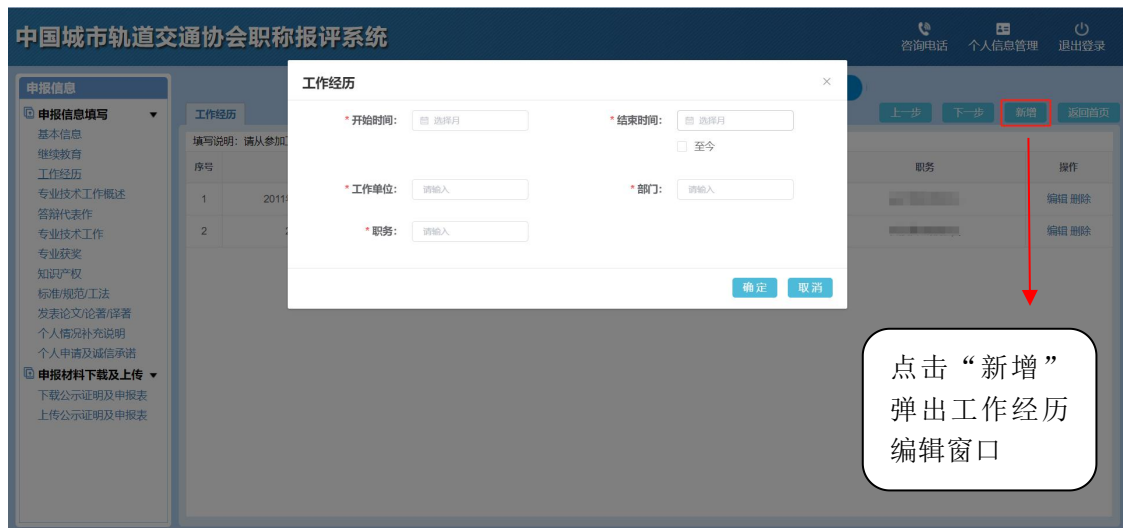 中国城市轨道交通协会职称报评系统
咨询电话 个人信息管理 退出登录
申报信息
申报信息填写
基本信息
继续教育
工作经历
专业技术工作概述
答辩代表作
专业技术工作
专业获奖
知识产权
标准/规范/工法
发表论文/论著/译著
个人情况补充说明
个人申请及诚信承诺
申报材料下载及上传
下载公示证明及申报表
上传公示证明及申报表
工作经历
上一步 下一步 新增 返回首页
填写说明：请从参加
序号 职务 操作
1 2011 编辑 删除
2 编辑 删除
工作经历 ×
* 开始时间： 选择月 * 结束时间： 选择月
至今
* 工作单位： 请输入 * 部门： 请输入
* 职务： 请输入
确定 取消
点击“新增”
弹出工作经历
编辑窗口